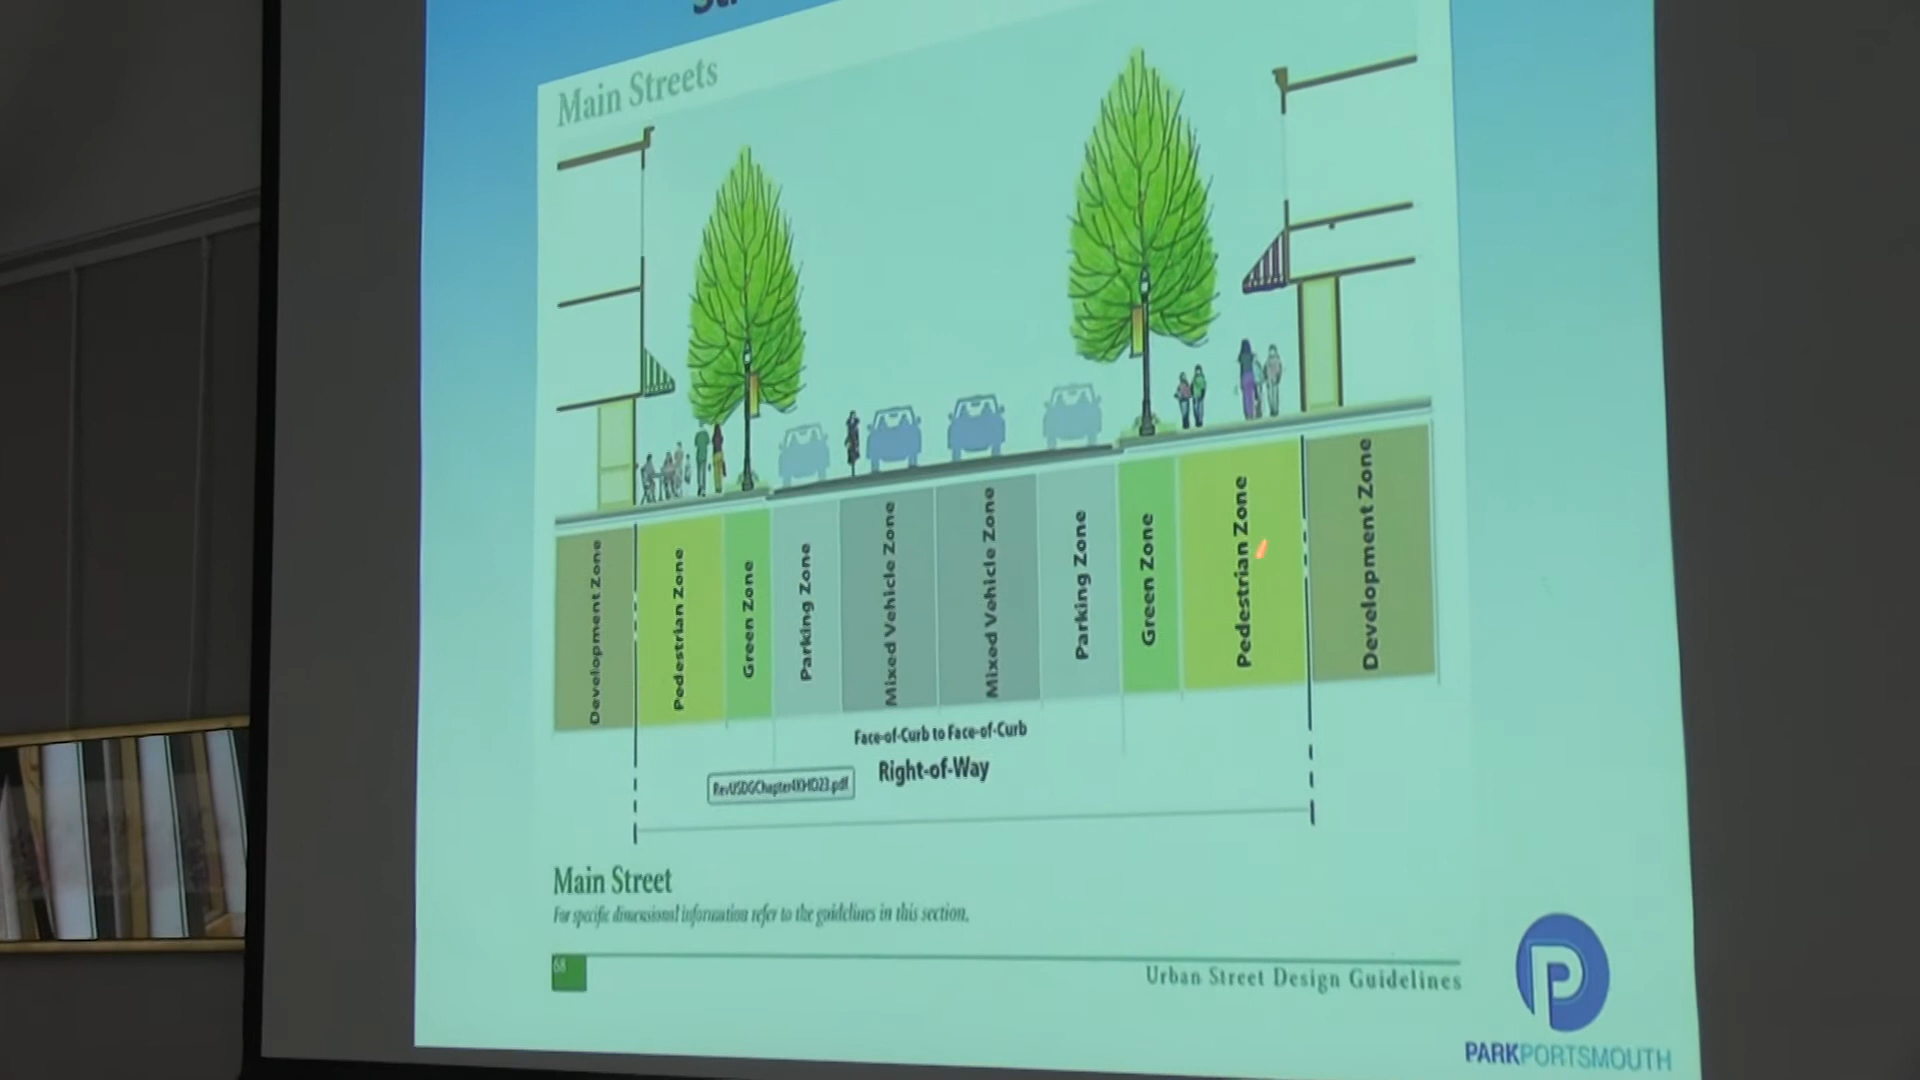 Main Streets
Development Zone
Pedestrian Zone
Green Zone
Parking Zone
Mixed Vehicle Zone
Mixed Vehicle Zone
Parking Zone
Green Zone
Pedestrian Zone
Development Zone
Face-of-Curb to Face-of-Curb
Right-of-Way
Main Street
For specific dimensional information refer to the guidelines in this section.
68
Urban Street Design Guidelines
P
PARKPORTSMOUTH